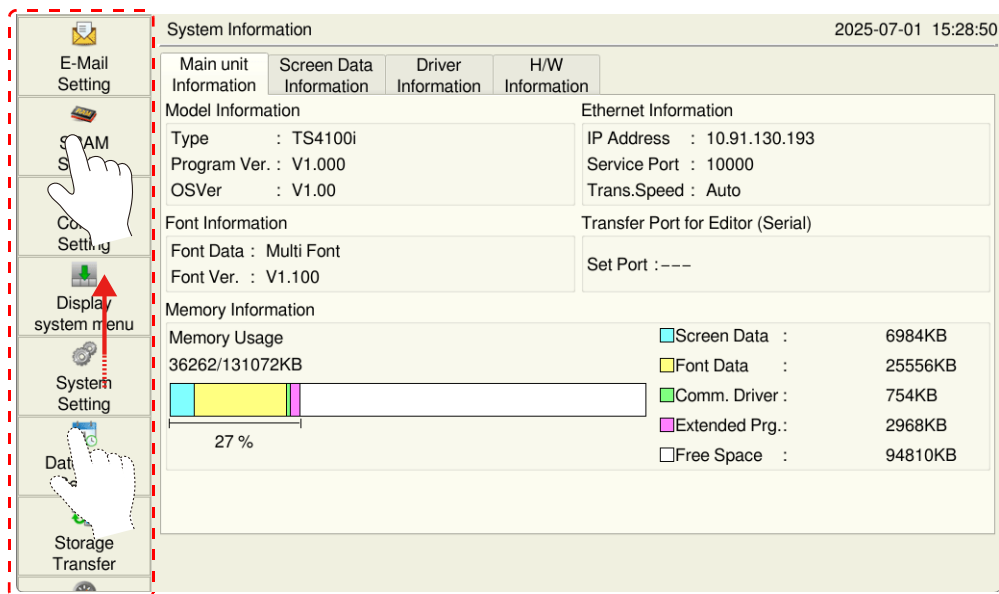 E-Mail
Setting
Display
system menu
System
Setting
Storage
Transfer
System Information 2025-07-01 15:28:50
Main unit Information
Screen Data Information
Driver Information
H/W Information
Model Information
Type : TS4100i
Program Ver. : V1.000
OSVer : V1.00
Ethernet Information
IP Address : 10.91.130.193
Service Port : 10000
Trans.Speed : Auto
Font Information
Font Data : Multi Font
Font Ver. : V1.100
Transfer Port for Editor (Serial)
Set Port :---
Memory Information
Memory Usage
36262/131072KB
27 %
Screen Data : 6984KB
Font Data : 25556KB
Comm. Driver : 754KB
Extended Prg.: 2968KB
Free Space : 94810KB